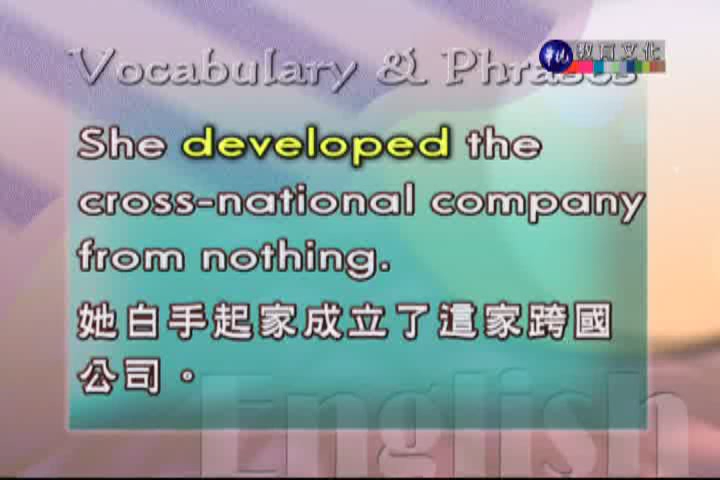 Vocabulary & Phrases
教育文化
She developed the
cross-national company
from nothing.
她白手起家成立了這家跨國
公司。
English